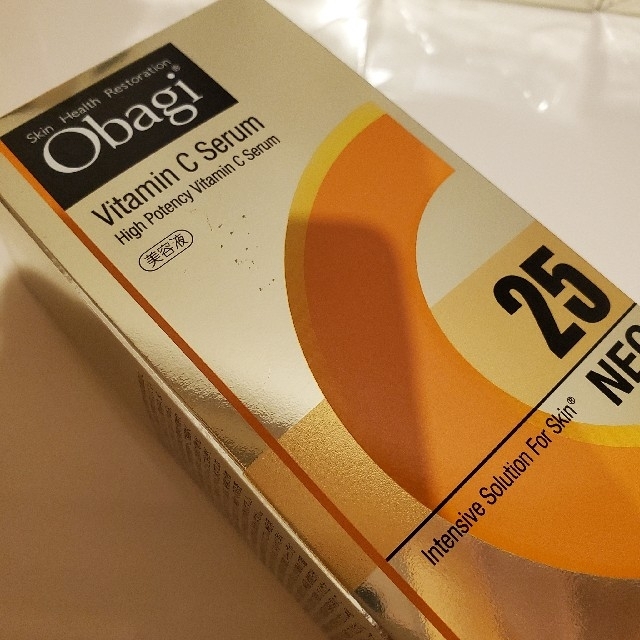 Skin Health Restoration
Obagi®
Vitamin C Serum
High Potency Vitamin C Serum
美容液
25
NEO
Intensive Solution For Skin®